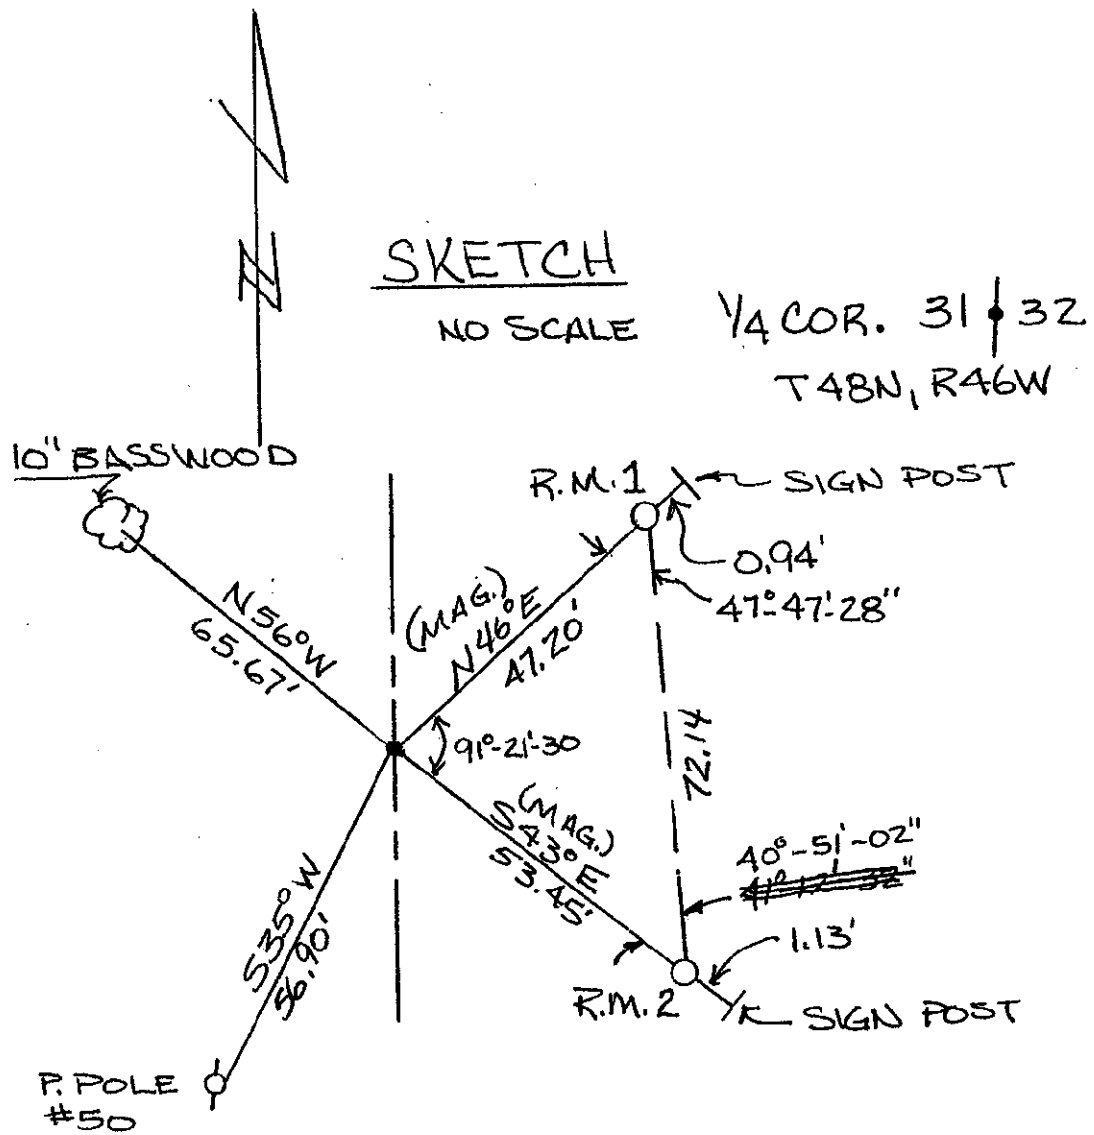 N
SKETCH
NO SCALE
1/4 COR. 31 32
T48N, R46W
10" BASSWOOD
R.M.1
SIGN POST
0.94'
47°-47'-28"
N56°W
65.67'
(MAG.)
N46°E
47.20'
91°-21'-30
72.14
(MAG.)
S43°E
53.45'
40°-51'-02"
1.13'
S35°W
56.90'
R.M.2
SIGN POST
P. POLE
#50